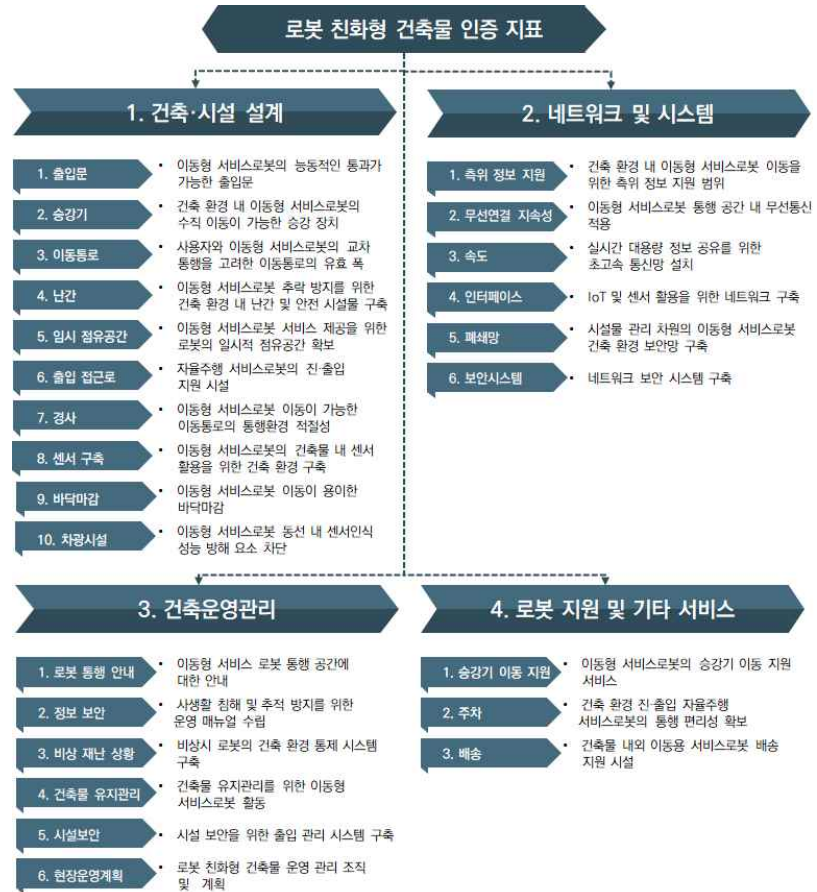 로봇 친화형 건축물 인증 지표
1. 건축·시설 설계
1. 출입문
• 이동형 서비스로봇의 능동적인 통과가
가능한 출입문
2. 승강기
• 건축 환경 내 이동형 서비스로봇의
수직 이동이 가능한 승강 장치
3. 이동통로
• 사용자와 이동형 서비스로봇의 교차
통행을 고려한 이동통로의 유효 폭
4. 난간
• 이동형 서비스로봇 추락 방지를 위한
건축 환경 내 난간 및 안전 시설물 구축
5. 임시 점유공간
• 이동형 서비스로봇 서비스 제공을 위한
로봇의 일시적 점유공간 확보
6. 출입 접근로
• 자율주행 서비스로봇의 진·출입
지원 시설
7. 경사
• 이동형 서비스로봇 이동이 가능한
이동통로의 통행환경 적절성
8. 센서 구축
• 이동형 서비스로봇의 건축물 내 센서
활용을 위한 건축 환경 구축
9. 바닥마감
• 이동형 서비스로봇 이동이 용이한
바닥마감
10. 차광시설
• 이동형 서비스로봇 동선 내 센서인식
성능 방해 요소 차단
2. 네트워크 및 시스템
1. 측위 정보 지원
• 건축 환경 내 이동형 서비스로봇 이동을
위한 측위 정보 지원 범위
2. 무선연결 지속성
• 이동형 서비스로봇 통행 공간 내 무선통신
적용
3. 속도
• 실시간 대용량 정보 공유를 위한
초고속 통신망 설치
4. 인터페이스
• IoT 및 센서 활용을 위한 네트워크 구축
5. 폐쇄망
• 시설물 관리 차원의 이동형 서비스로봇
건축 환경 보안망 구축
6. 보안시스템
• 네트워크 보안 시스템 구축
3. 건축운영관리
1. 로봇 통행 안내
• 이동형 서비스 로봇 통행 공간에
대한 안내
2. 정보 보안
• 사생활 침해 및 추적 방지를 위한
운영 매뉴얼 수립
3. 비상 재난 상황
• 비상시 로봇의 건축 환경 통제 시스템
구축
4. 건축물 유지관리
• 건축물 유지관리를 위한 이동형
서비스로봇 활동
5. 시설보안
• 시설 보안을 위한 출입 관리 시스템 구축
6. 현장운영계획
• 로봇 친화형 건축물 운영 관리 조직
및 계획
4. 로봇 지원 및 기타 서비스
1. 승강기 이동 지원
• 이동형 서비스로봇의 승강기 이동 지원
서비스
2. 주차
• 건축 환경 진·출입 자율주행
서비스로봇의 통행 편리성 확보
3. 배송
• 건축물 내외 이동용 서비스로봇 배송
지원 시설